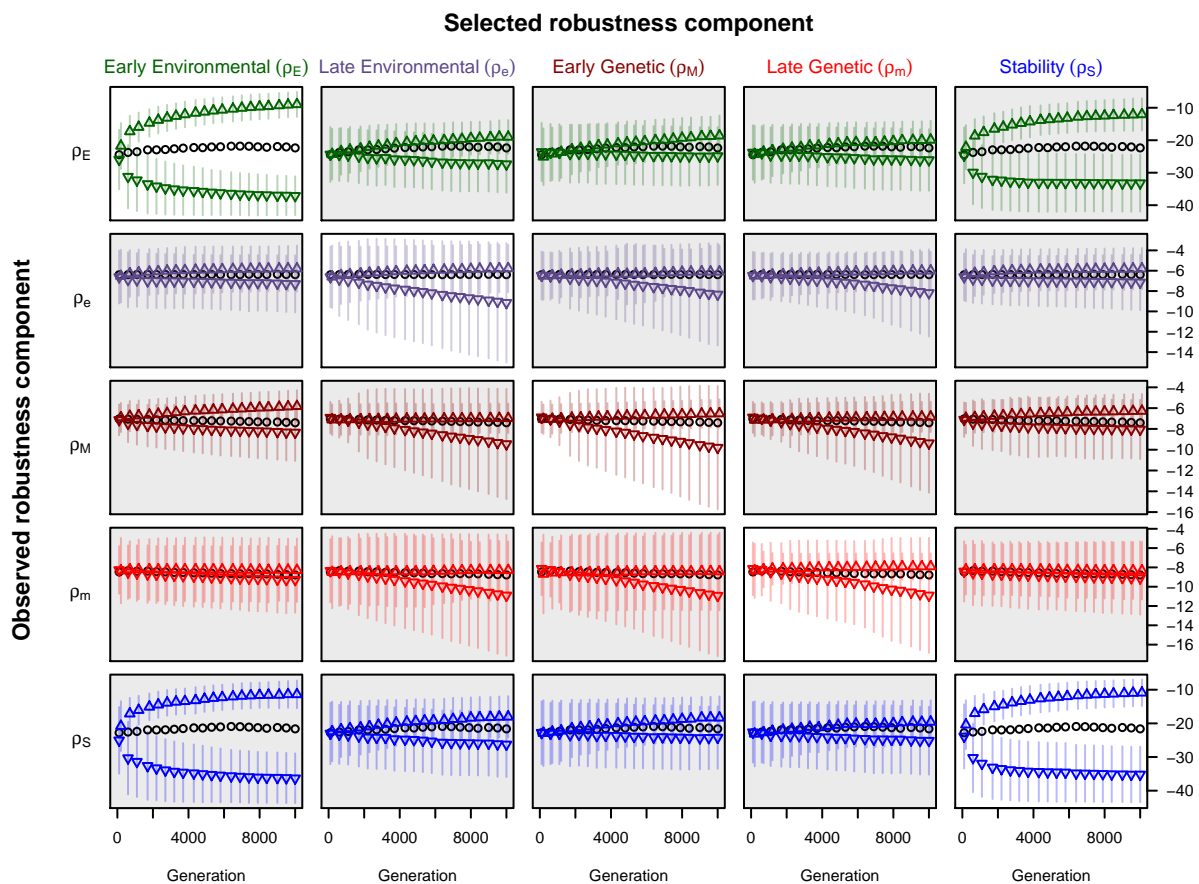 Selected robustness component
Early Environmental (ρE) Late Environmental (ρe) Early Genetic (ρM) Late Genetic (ρm) Stability (ρS)
Observed robustness component
ρE
−10
−20
−30
−40
ρe
−4
−6
−8
−10
−12
−14
ρM
−4
−6
−8
−10
−12
−14
−16
ρm
−4
−6
−8
−10
−12
−14
−16
ρS
−10
−20
−30
−40
0 4000 8000 0 4000 8000 0 4000 8000 0 4000 8000 0 4000 8000
Generation Generation Generation Generation Generation